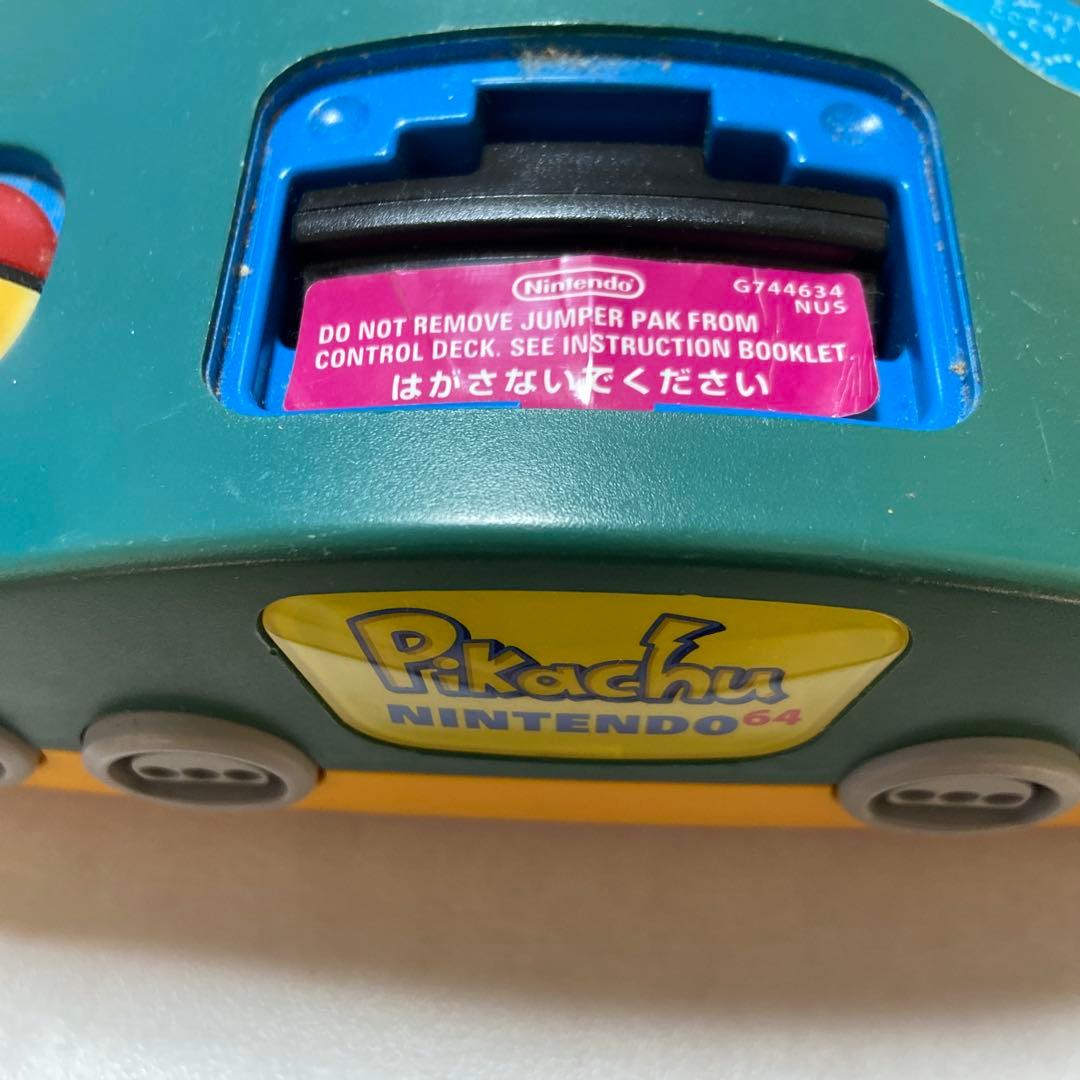 Nintendo
G744634
NUS
DO NOT REMOVE JUMPER PAK FROM
CONTROL DECK. SEE INSTRUCTION BOOKLET.
はがさないでください
Pikachu
NINTENDO64